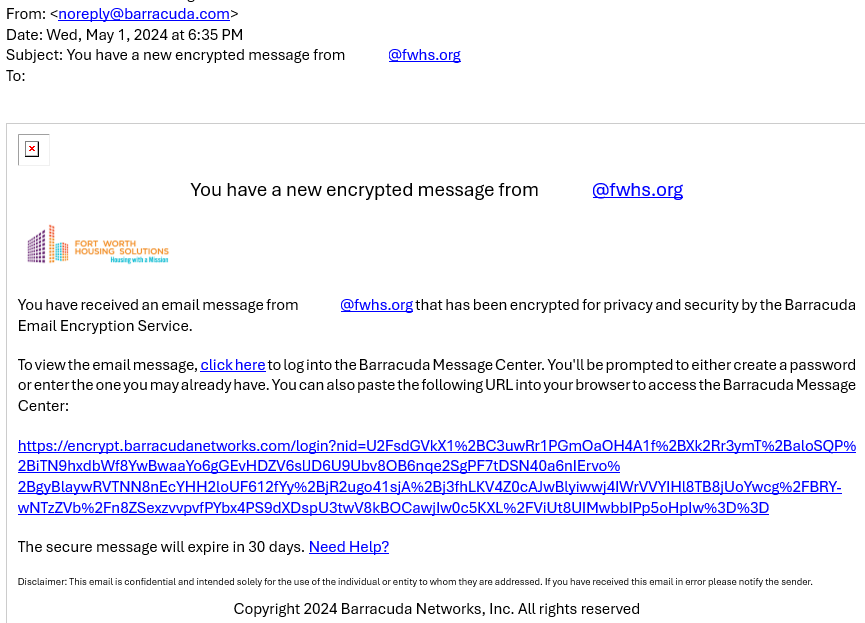 From: <noreply@barracuda.com>
Date: Wed, May 1, 2024 at 6:35 PM
Subject: You have a new encrypted message from @fwhs.org
To:
You have a new encrypted message from @fwhs.org
FORT WORTH
HOUSING SOLUTIONS
Housing with a Mission
You have received an email message from @fwhs.org that has been encrypted for privacy and security by the Barracuda
Email Encryption Service.
To view the email message, click here to log into the Barracuda Message Center. You'll be prompted to either create a password
or enter the one you may already have. You can also paste the following URL into your browser to access the Barracuda Message
Center:
https://encrypt.barracudanetworks.com/login?nid=U2FsdGVkX1%2BC3uwRr1PGmOaOH4A1f%2BXk2Rr3ymT%2BaloSQP%
2BiTN9hxdbWf8YwBwaaYo6gGEvHDZV6slJD6U9Ubv8OB6nqe2SgPF7tDSN40a6nIErvo%
2BgyBlaywRVTNN8nEcYHH2loUF612fYy%2BjR2ugo41sjA%2Bj3fhLKV4Z0cAJwBlyiwwj4IWrVVYIHl8TB8jUoYwcg%2FBRY-
wNTzZVb%2Fn8ZSexzvvpvfPYbx4PS9dXDspU3twV8kBOCawjIw0c5KXL%2FViUt8UIMwbbIPp5oHpIw%3D%3D
The secure message will expire in 30 days. Need Help?
Disclaimer: This email is confidential and intended solely for the use of the individual or entity to whom they are addressed. If you have received this email in error please notify the sender.
Copyright 2024 Barracuda Networks, Inc. All rights reserved